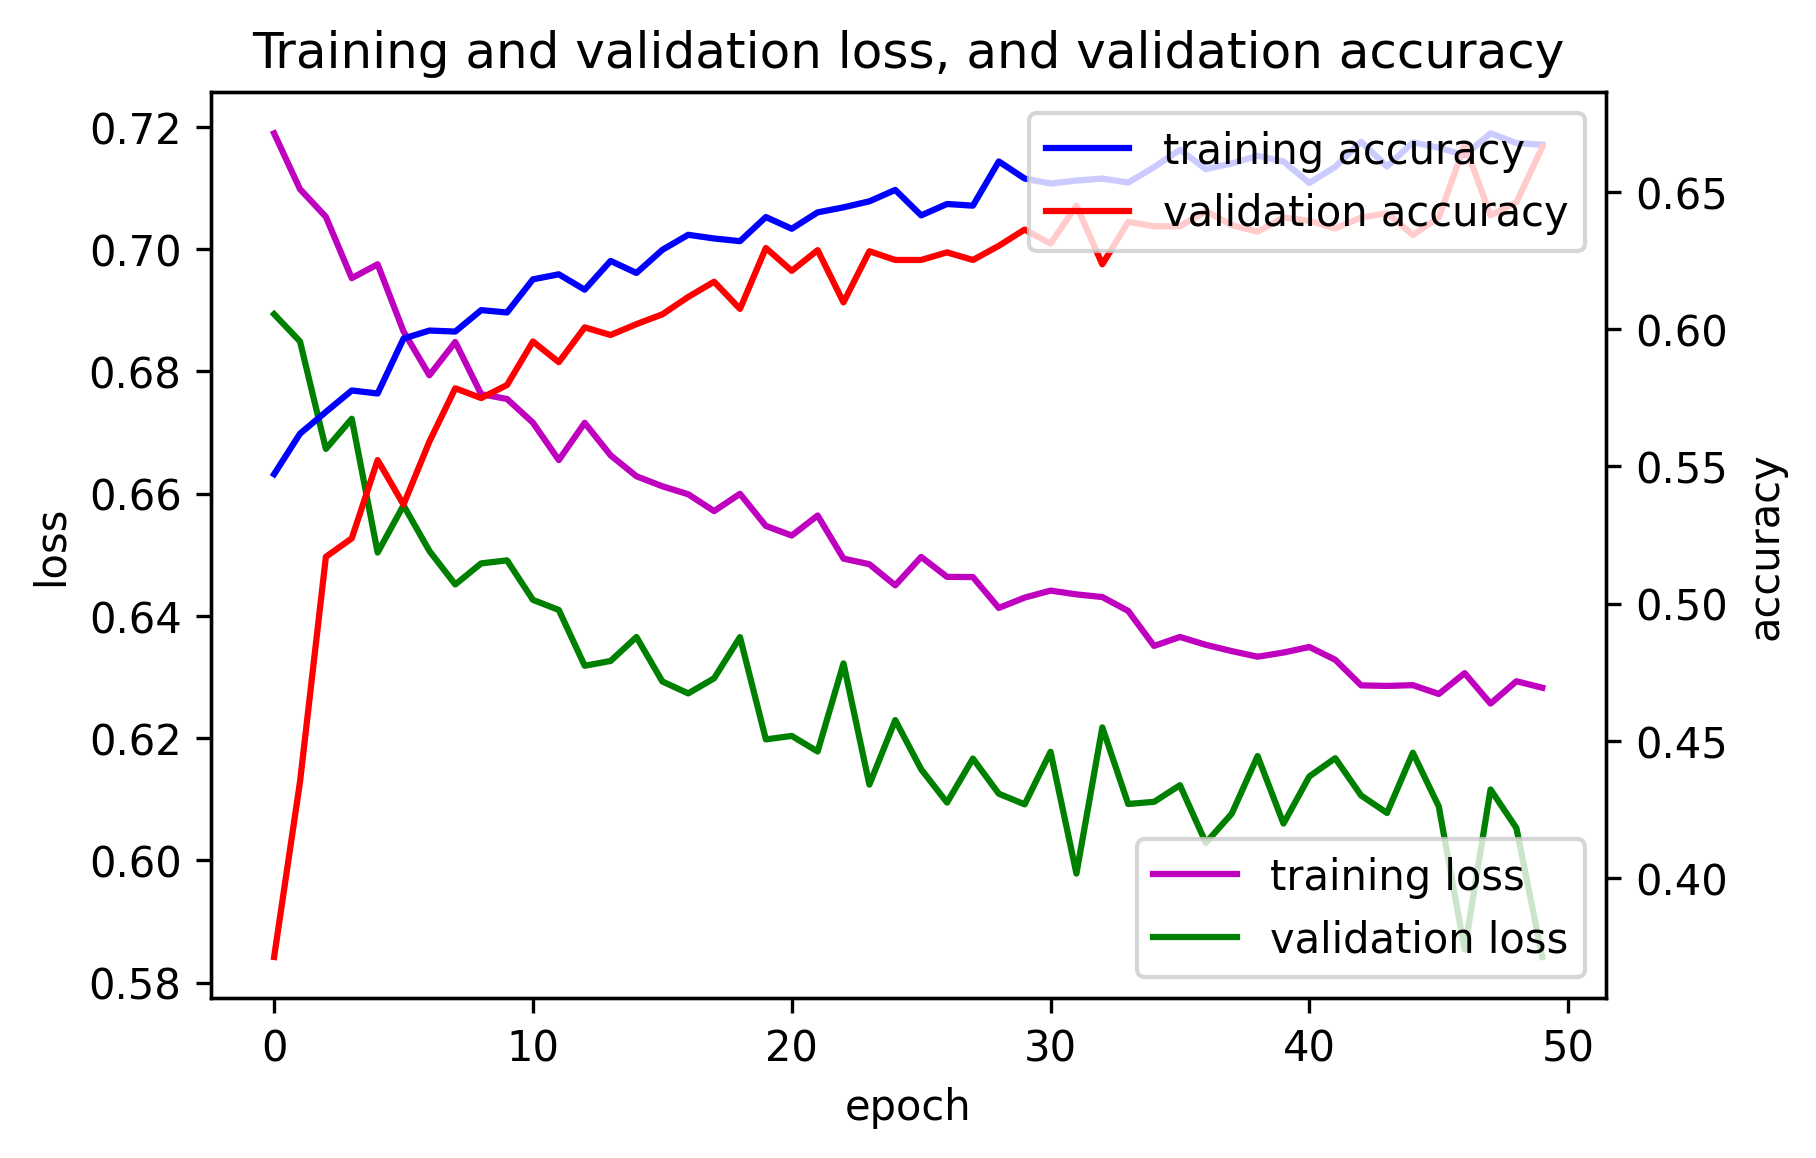 Training and validation loss, and validation accuracy
training accuracy
validation accuracy
0.72
0.70
0.68
0.66
0.64
0.62
0.60
0.58
loss
0.65
0.60
0.55
0.50
0.45
0.40
accuracy
training loss
validation loss
0 10 20 30 40 50
epoch